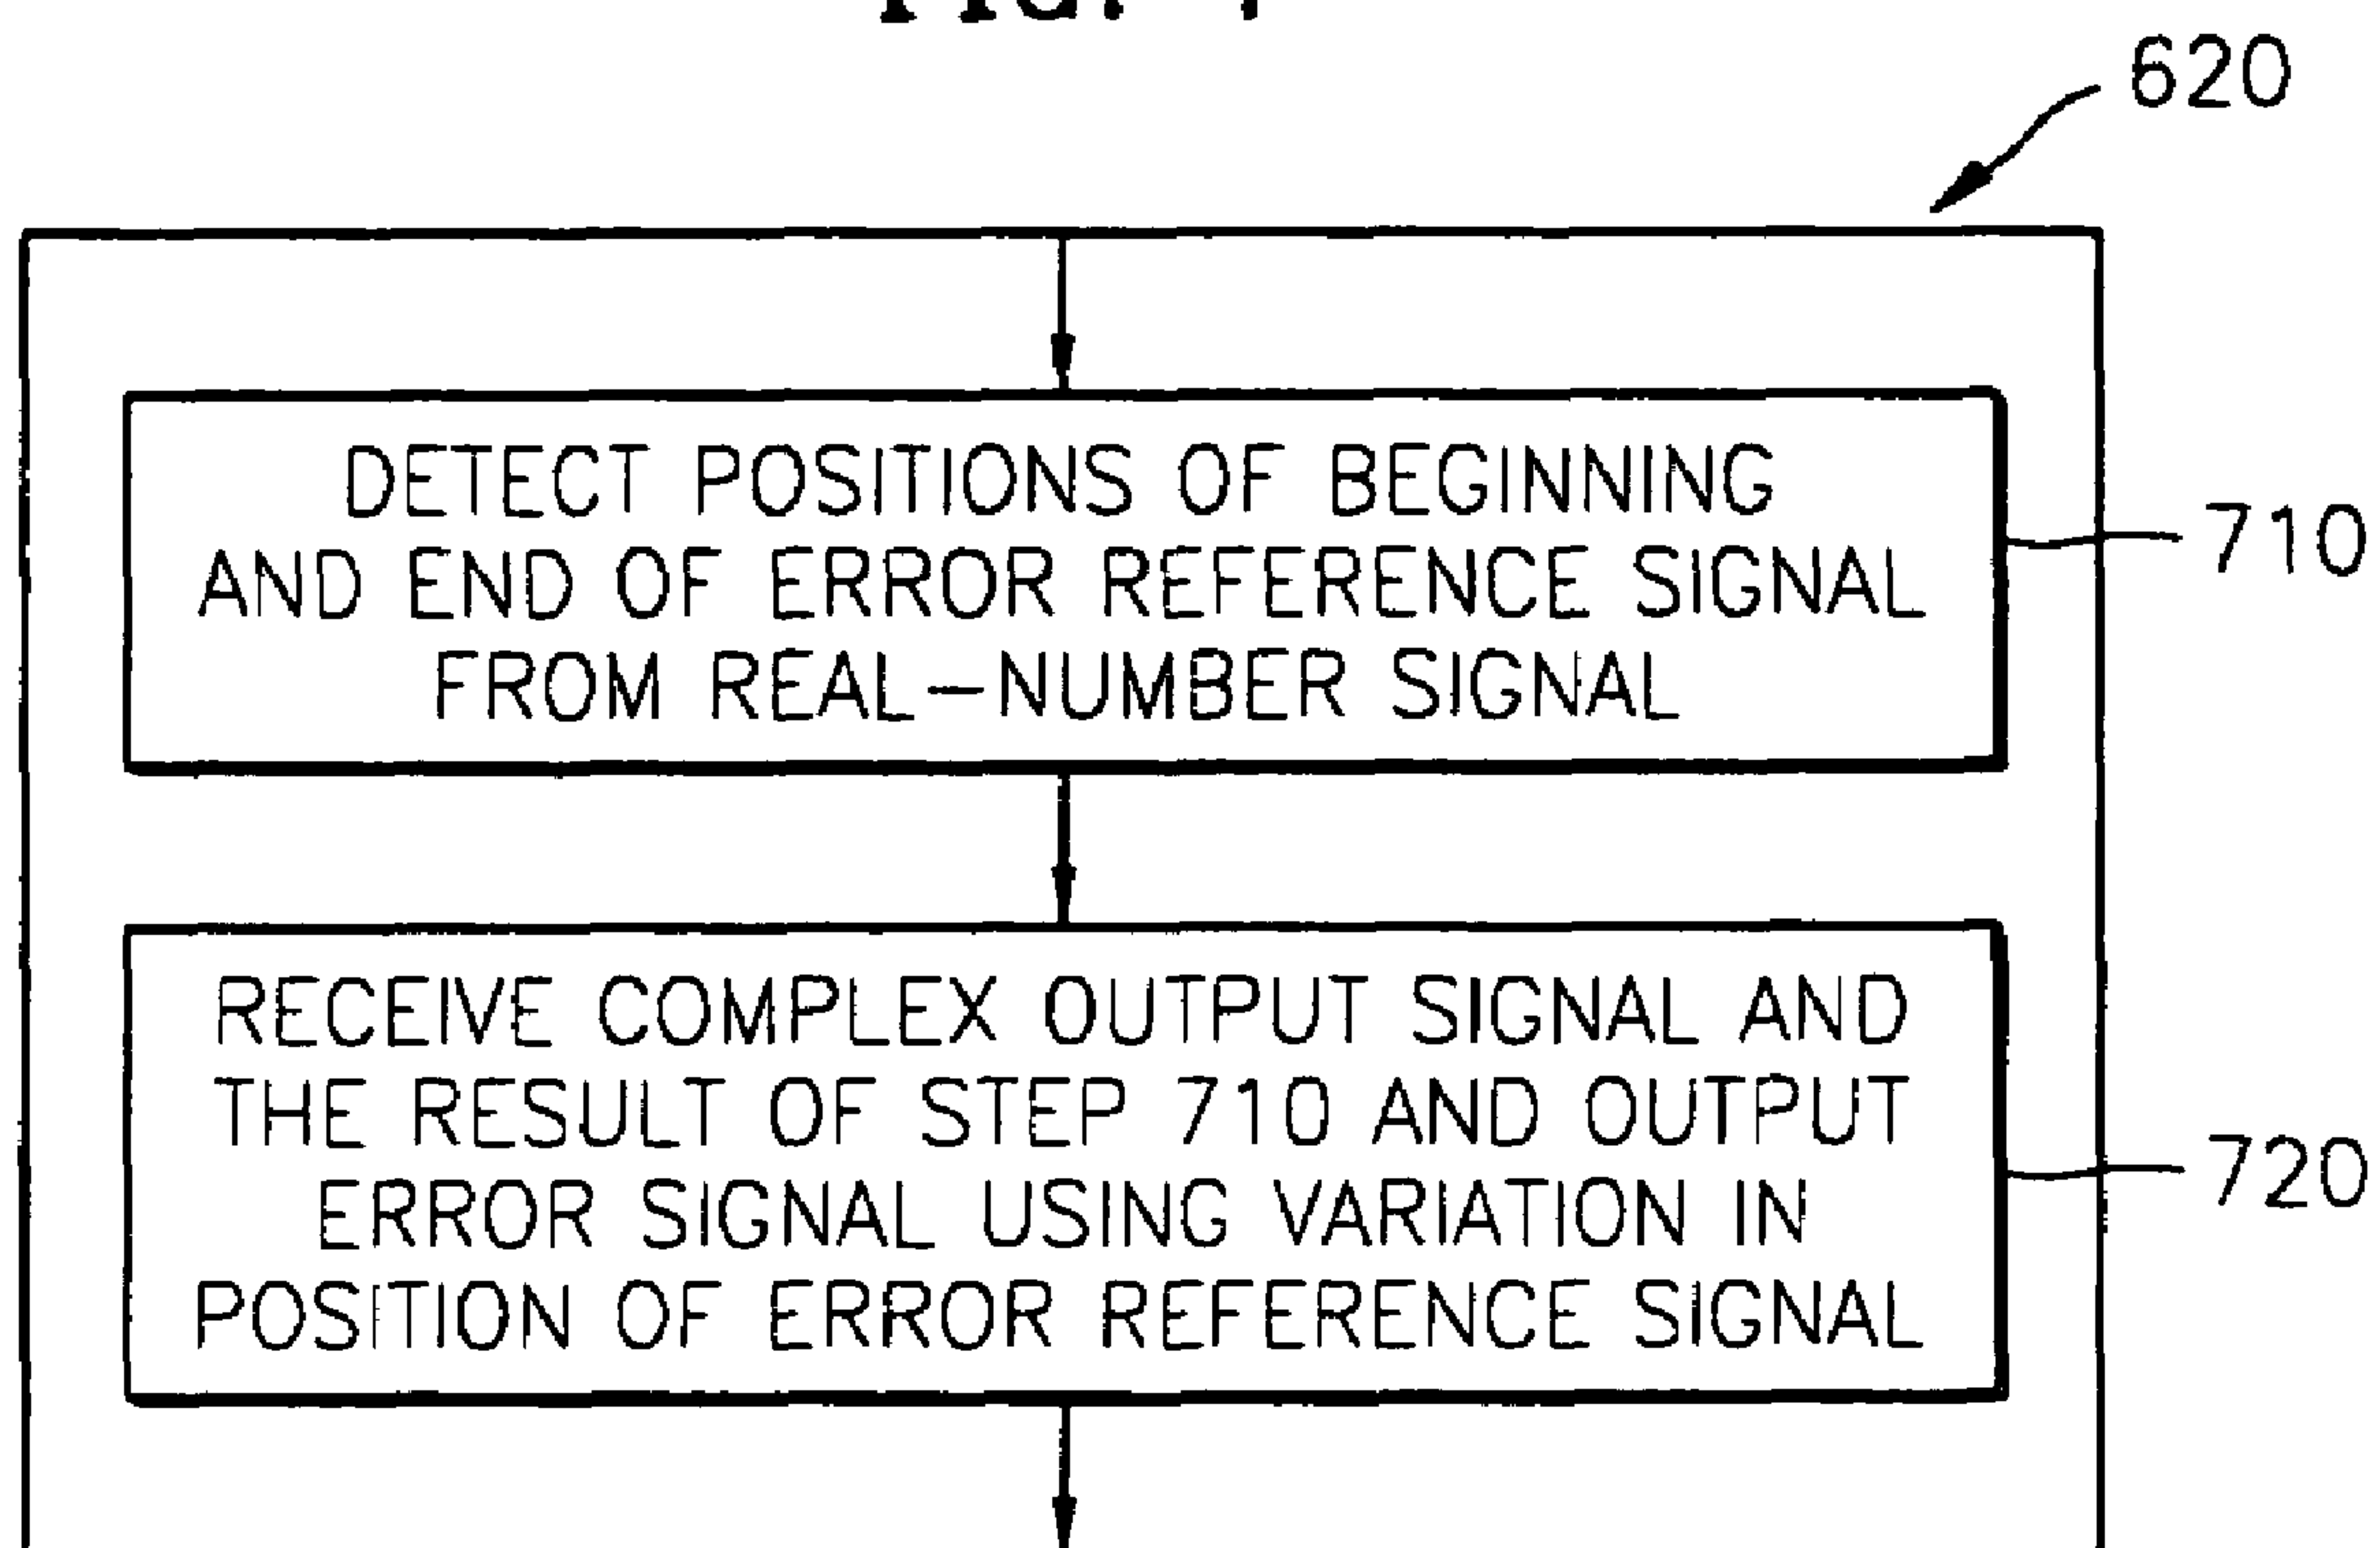 620
DETECT POSITIONS OF BEGINNING
AND END OF ERROR REFERENCE SIGNAL
FROM REAL-NUMBER SIGNAL
710
RECEIVE COMPLEX OUTPUT SIGNAL AND
THE RESULT OF STEP 710 AND OUTPUT
ERROR SIGNAL USING VARIATION IN
POSITION OF ERROR REFERENCE SIGNAL
720